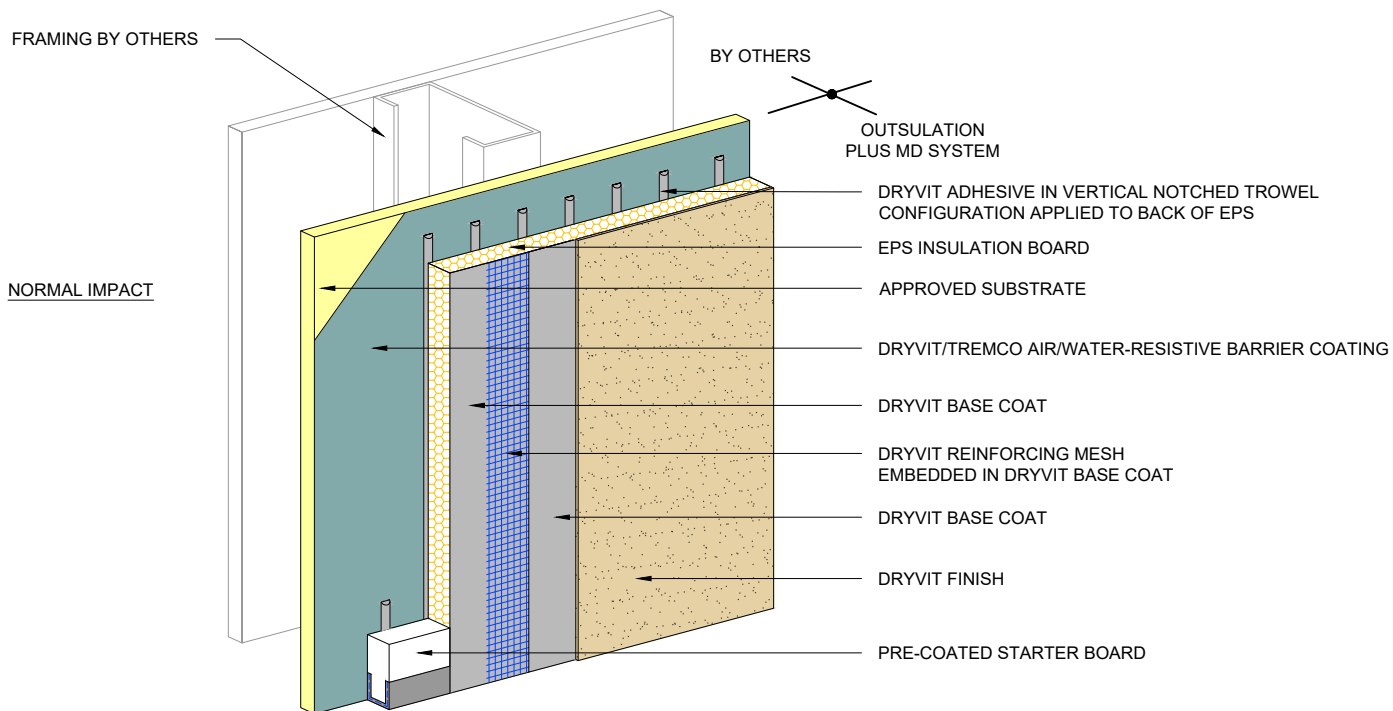 FRAMING BY OTHERS
BY OTHERS
OUTSULATION
PLUS MD SYSTEM
DRYVIT ADHESIVE IN VERTICAL NOTCHED TROWEL
CONFIGURATION APPLIED TO BACK OF EPS
EPS INSULATION BOARD
NORMAL IMPACT
APPROVED SUBSTRATE
DRYVIT/TREMCO AIR/WATER-RESISTIVE BARRIER COATING
DRYVIT BASE COAT
DRYVIT REINFORCING MESH
EMBEDDED IN DRYVIT BASE COAT
DRYVIT BASE COAT
DRYVIT FINISH
PRE-COATED STARTER BOARD